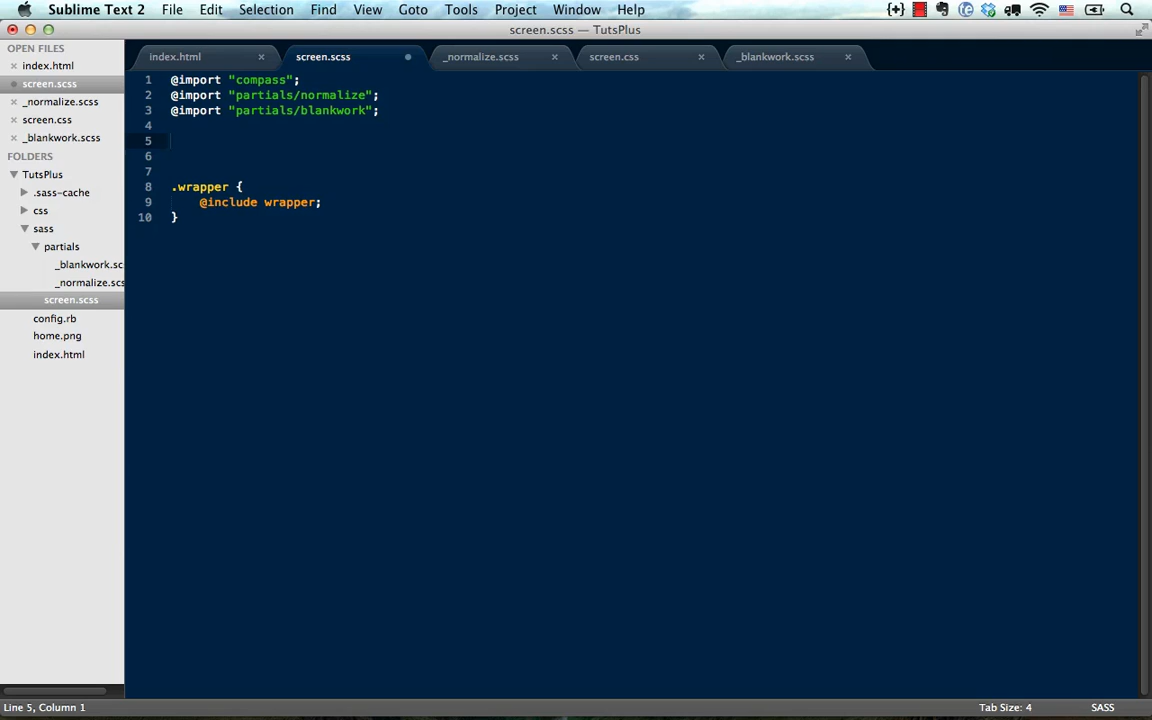 Sublime Text 2 File Edit Selection Find View Goto Tools Project Window Help
screen.scss — TutsPlus
OPEN FILES
index.html
screen.scss
_normalize.scss
screen.css
_blankwork.scss
FOLDERS
TutsPlus
.sass-cache
css
sass
partials
_blankwork.sc
_normalize.scs
screen.scss
config.rb
home.png
index.html
index.html screen.scss _normalize.scss screen.css _blankwork.scss
1 @import "compass";
2 @import "partials/normalize";
3 @import "partials/blankwork";
4
5
6
7
8 .wrapper {
9 @include wrapper;
10 }
Line 5, Column 1 Tab Size: 4 SASS